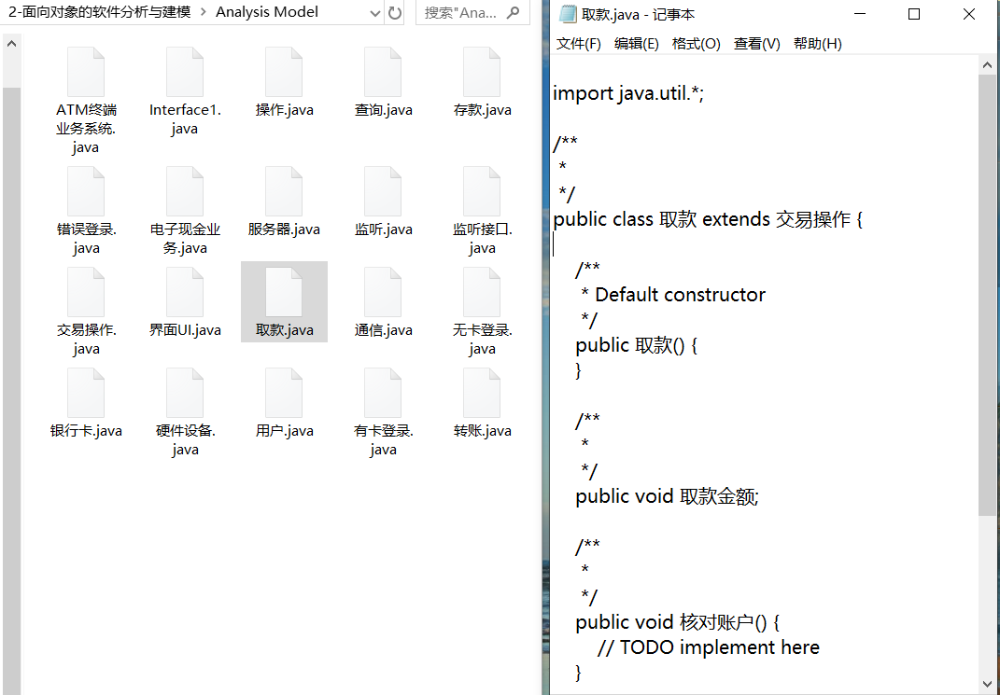 2-面向对象的软件分析与建模 › Analysis Model
搜索"Ana...
ATM终端
业务系统.
java
Interface1.
java
操作.java
查询.java
存款.java
错误登录.
java
电子现金业
务.java
服务器.java
监听.java
监听接口.
java
交易操作.
java
界面UI.java
取款.java
通信.java
无卡登录.
java
银行卡.java
硬件设备.
java
用户.java
有卡登录.
java
转账.java
取款.java - 记事本
文件(F) 编辑(E) 格式(O) 查看(V) 帮助(H)
import java.util.*;
/**
*
*/
public class 取款 extends 交易操作 {
/**
* Default constructor
*/
public 取款() {
}
/**
*
*/
public void 取款金额;
/**
*
*/
public void 核对账户() {
// TODO implement here
}